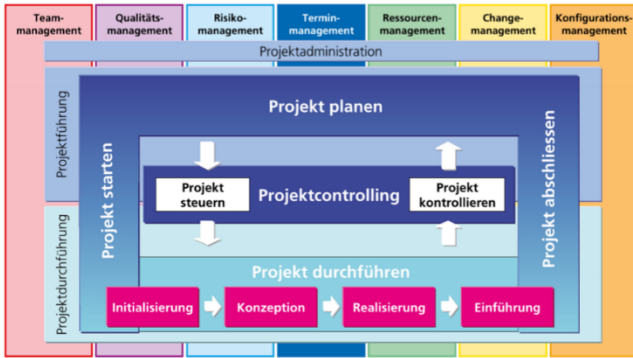 Team-
management
Qualitäts-
management
Risiko-
management
Termin-
management
Ressourcen-
management
Change-
management
Konfigurations-
management
Projektadministration
Projektführung
Projekt starten
Projekt planen
Projekt abschliessen
Projekt
steuern
Projektcontrolling
Projekt
kontrollieren
Projektdurchführung
Projekt durchführen
Initialisierung
Konzeption
Realisierung
Einführung